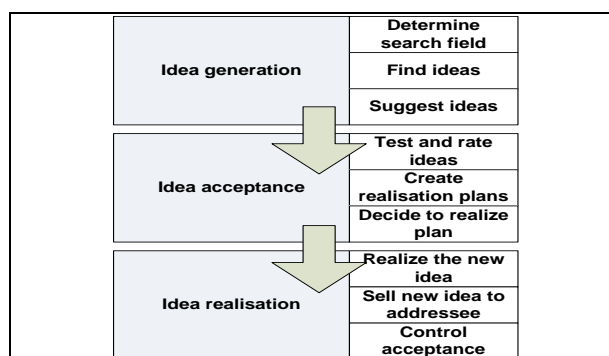 Idea generation
Determine
search field
Find ideas
Suggest ideas
Idea acceptance
Test and rate
ideas
Create
realisation plans
Decide to realize
plan
Idea realisation
Realize the new
idea
Sell new idea to
addressee
Control
acceptance